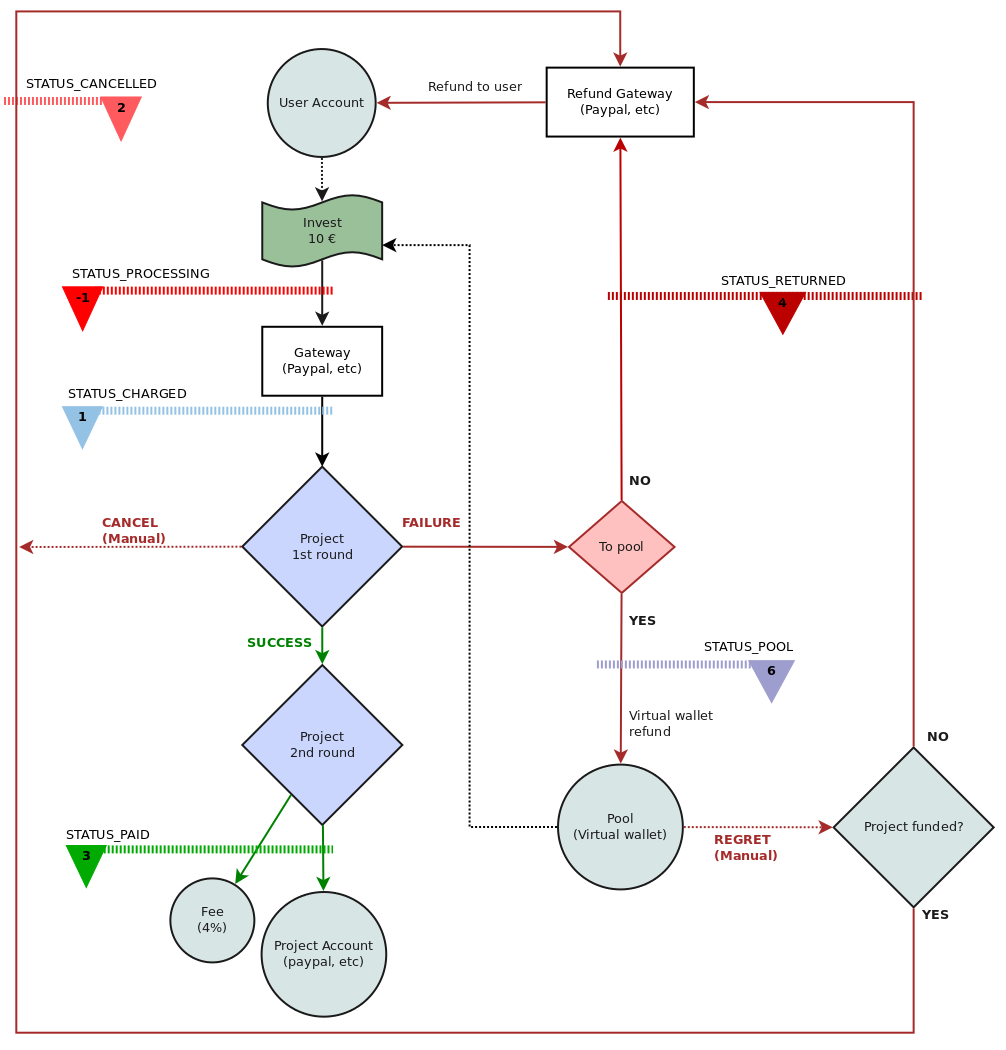 STATUS_CANCELLED
2
User Account
Refund to user
Refund Gateway
(Paypal, etc)
Invest
10 €
STATUS_PROCESSING
-1
STATUS_RETURNED
4
Gateway
(Paypal, etc)
STATUS_CHARGED
1
NO
CANCEL
(Manual)
Project
1st round
FAILURE
To pool
YES
SUCCESS
STATUS_POOL
6
Project
2nd round
Virtual wallet
refund
NO
Pool
(Virtual wallet)
REGRET
(Manual)
Project funded?
STATUS_PAID
3
Fee
(4%)
Project Account
(paypal, etc)
YES